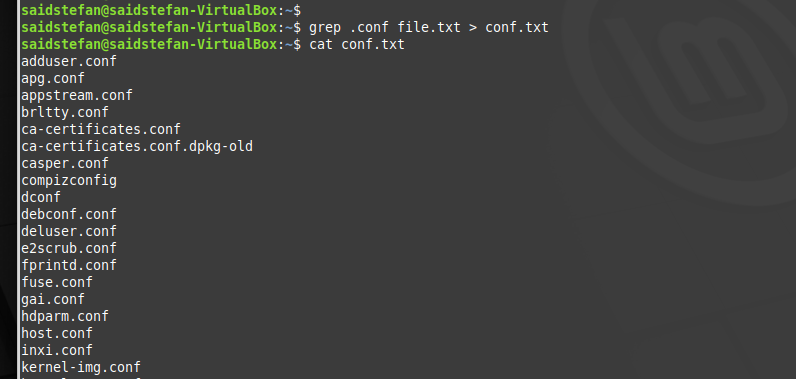 saidstefan@saidstefan-VirtualBox:~$
saidstefan@saidstefan-VirtualBox:~$ grep .conf file.txt > conf.txt
saidstefan@saidstefan-VirtualBox:~$ cat conf.txt
adduser.conf
apg.conf
appstream.conf
brltty.conf
ca-certificates.conf
ca-certificates.conf.dpkg-old
casper.conf
compizconfig
dconf
debconf.conf
deluser.conf
e2scrub.conf
fprintd.conf
fuse.conf
gai.conf
hdparm.conf
host.conf
inxi.conf
kernel-img.conf